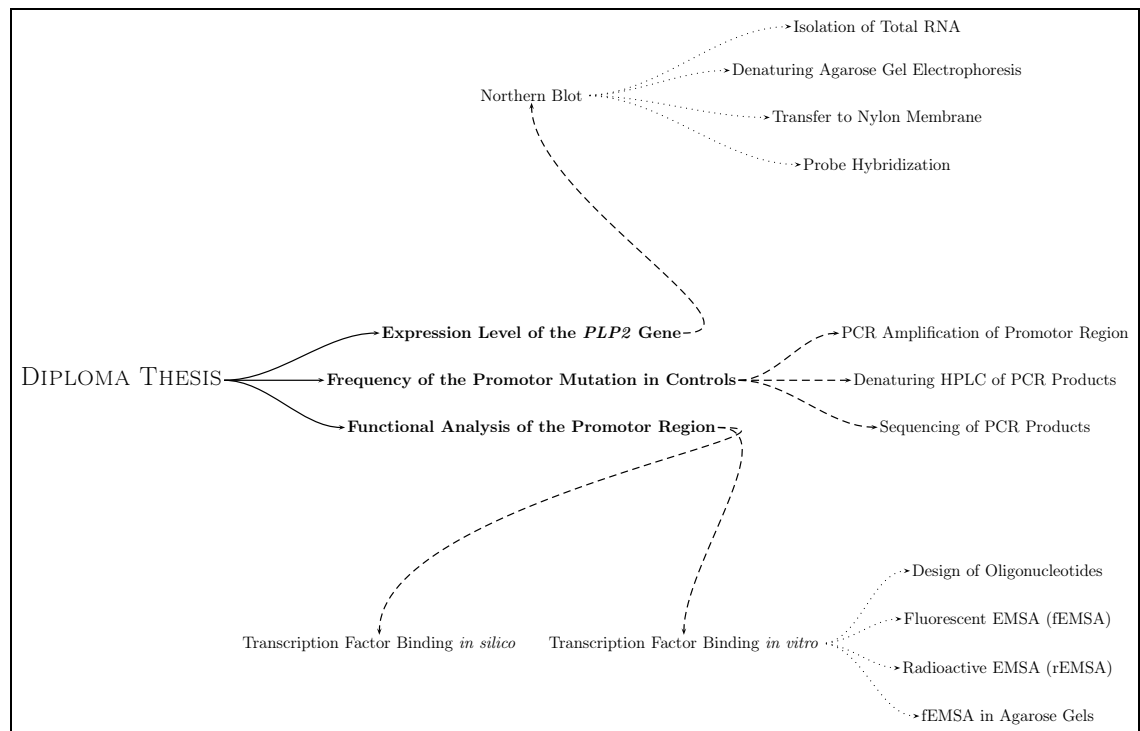 Isolation of Total RNA
Denaturing Agarose Gel Electrophoresis
Northern Blot
Transfer to Nylon Membrane
Probe Hybridization
Expression Level of the PLP2 Gene
PCR Amplification of Promotor Region
DIPLOMA THESIS
Frequency of the Promotor Mutation in Controls
Denaturing HPLC of PCR Products
Functional Analysis of the Promotor Region
Sequencing of PCR Products
Design of Oligonucleotides
Fluorescent EMSA (fEMSA)
Transcription Factor Binding in silico
Transcription Factor Binding in vitro
Radioactive EMSA (rEMSA)
fEMSA in Agarose Gels